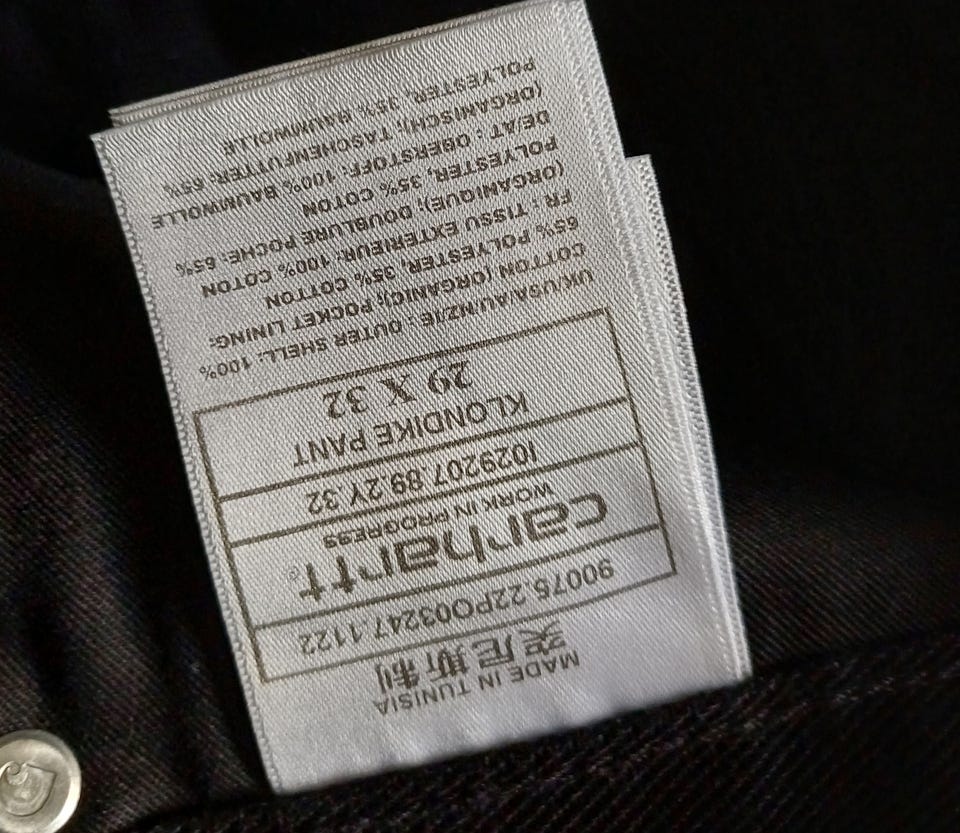 MADE IN TUNISIA
突尼斯制
90075.22PO03247.1122
carhartt®
WORK IN PROGRESS
I029207.89.2Y.32
KLONDIKE PANT
29 X 32
UK/USA/AU/NZ/IE : OUTER SHELL: 100%
COTTON (ORGANIC); POCKET LINING:
65% POLYESTER, 35% COTTON
FR : TISSU EXTERIEUR: 100% COTON
(ORGANIQUE); DOUBLURE POCHE: 65%
POLYESTER, 35% COTON
DE/AT : OBERSTOFF: 100% BAUMWOLLE
(ORGANISCH); TASCHENFUTTER: 65%
POLYESTER, 35% BAUMWOLLE